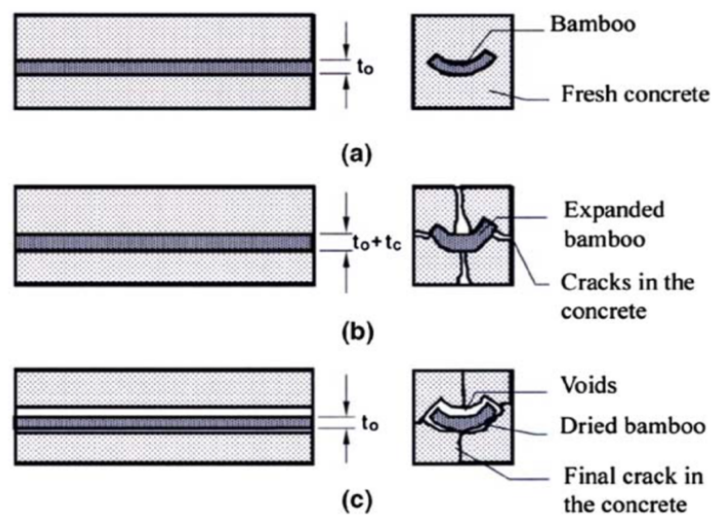 Bamboo
to
Fresh concrete
(a)
Expanded
bamboo
to + tc
Cracks in the
concrete
(b)
Voids
to
Dried bamboo
Final crack in
the concrete
(c)